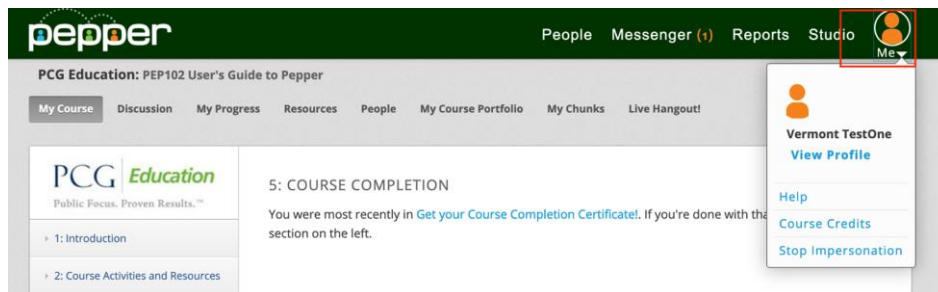 pepper
People Messenger (1) Reports Studio Me
PCG Education: PEP102 User's Guide to Pepper
My Course Discussion My Progress Resources People My Course Portfolio My Chunks Live Hangout!
Vermont TestOne
View Profile
Help
Course Credits
Stop Impersonation
PCG Education
Public Focus. Proven Results.™
1: Introduction
2: Course Activities and Resources
5: COURSE COMPLETION
You were most recently in Get your Course Completion Certificate!. If you're done with
section on the left.